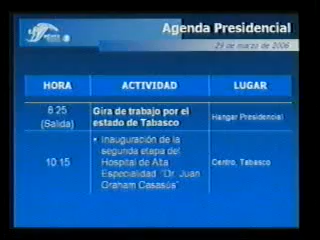 Agenda Presidencial
29 de marzo de 2006
HORA ACTIVIDAD LUGAR
8:25 (Salida)
Gira de trabajo por el
estado de Tabasco
Hangar Presidencial
10:15
• Inauguración de la
segunda etapa del
Hospital de Alta
Especialidad "Dr. Juan
Graham Casasús"
Centro, Tabasco